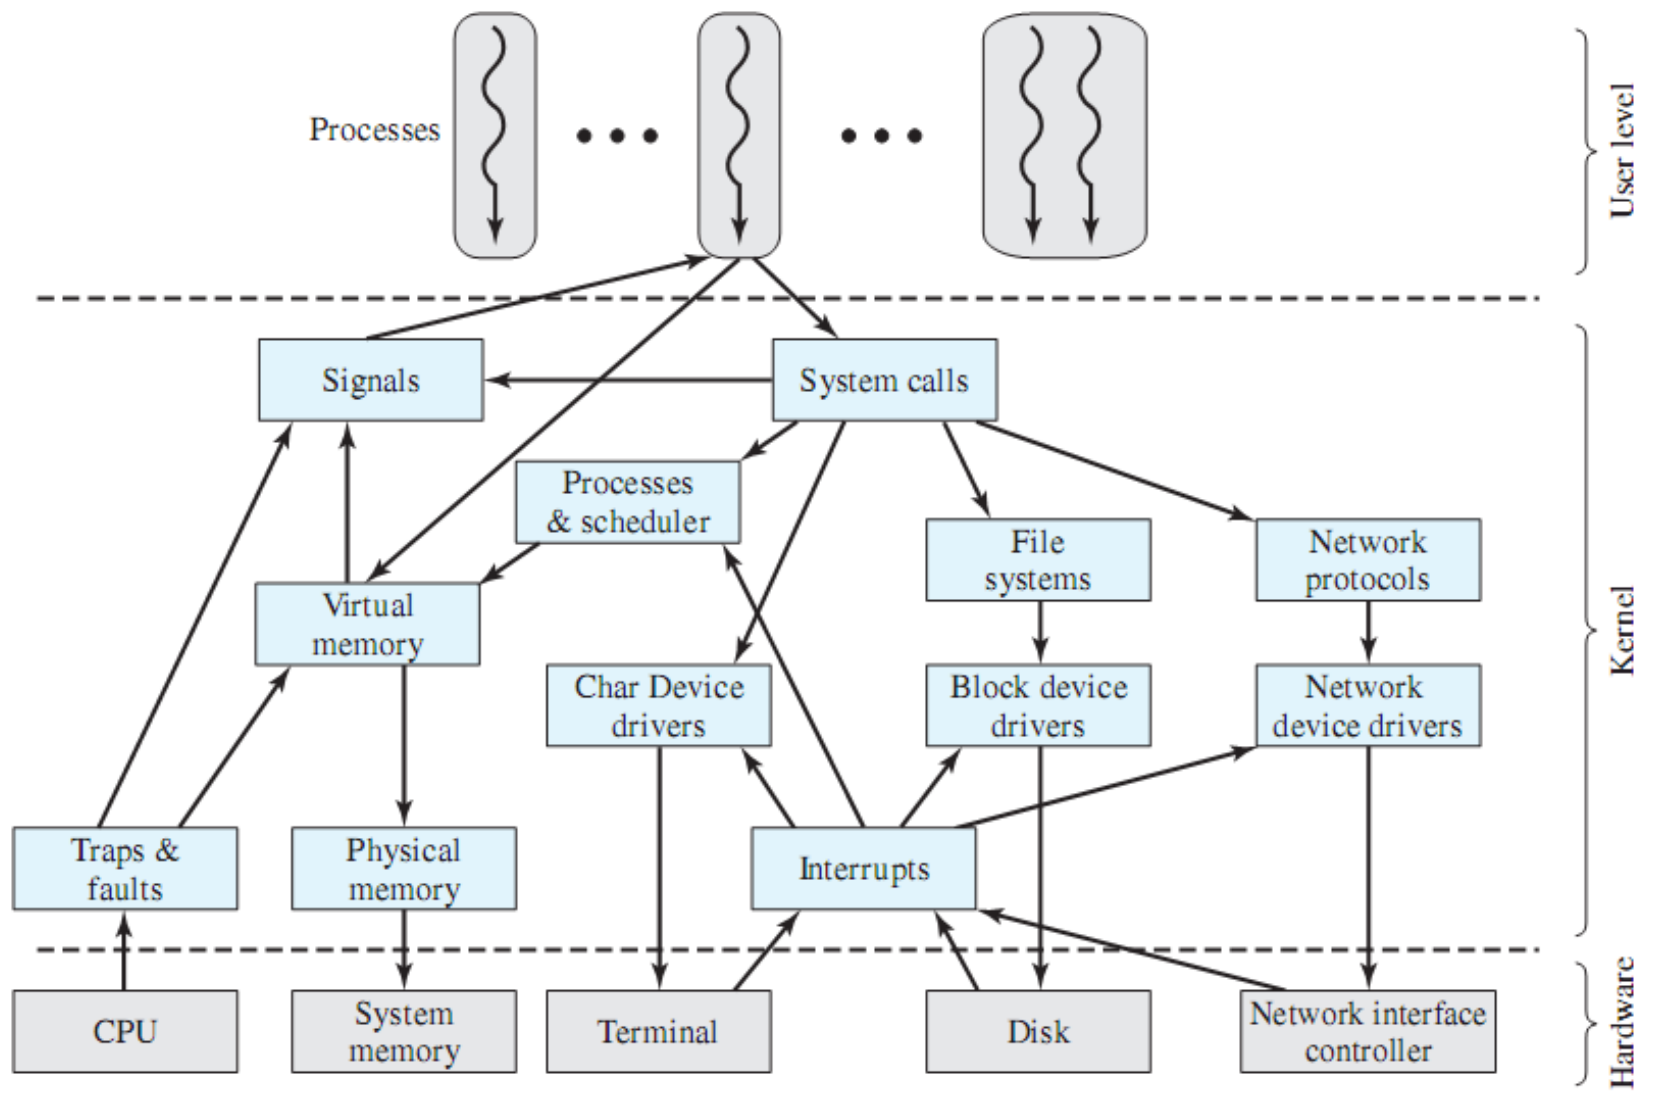 Processes
User level
Signals
System calls
Processes
& scheduler
File
systems
Network
protocols
Virtual
memory
Kernel
Char Device
drivers
Block device
drivers
Network
device drivers
Traps &
faults
Physical
memory
Interrupts
CPU
System
memory
Terminal
Disk
Network interface
controller
Hardware